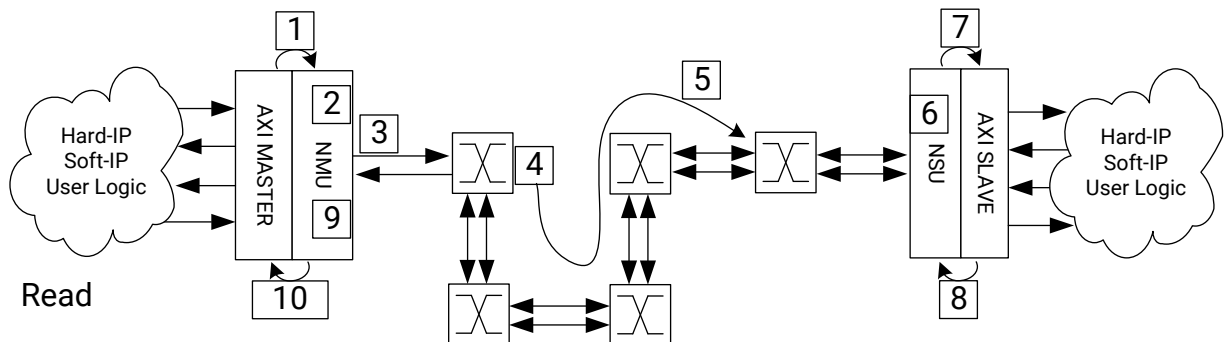 1
7
5
Hard-IP
Soft-IP
User Logic
AXI MASTER
NMU
2
3
4
6
NSU
AXI SLAVE
Hard-IP
Soft-IP
User Logic
9
Read
10
8